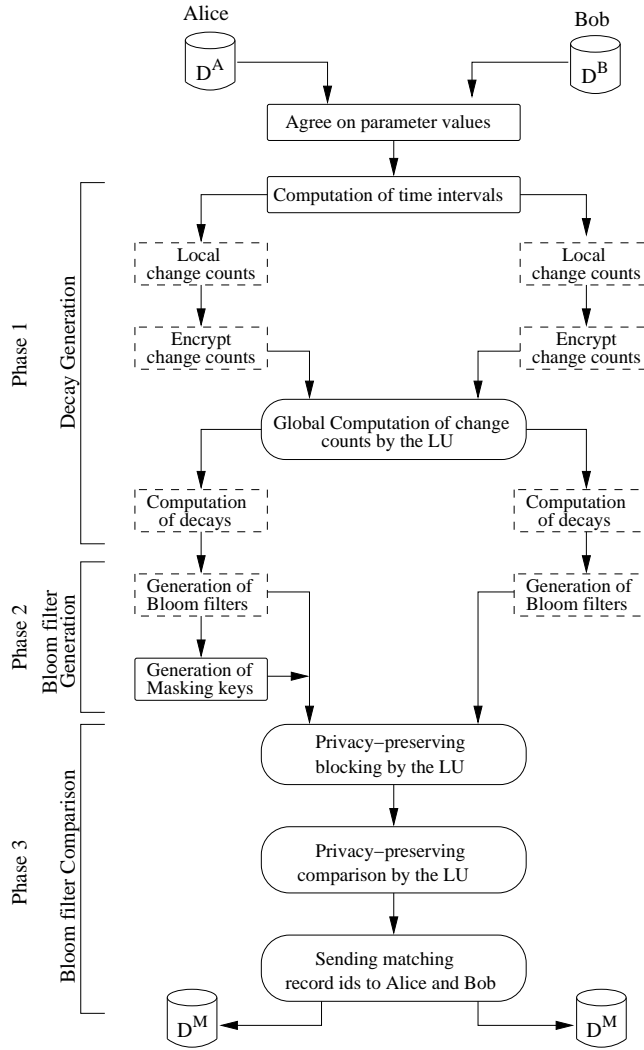 Alice
Bob
D^A
D^B
Agree on parameter values
Computation of time intervals
Local
change counts
Local
change counts
Encrypt
change counts
Encrypt
change counts
Global Computation of change
counts by the LU
Computation
of decays
Computation
of decays
Phase 1
Decay Generation
Generation of
Bloom filters
Generation of
Bloom filters
Generation of
Masking keys
Phase 2
Bloom filter
Generation
Privacy−preserving
blocking by the LU
Privacy−preserving
comparison by the LU
Sending matching
record ids to Alice and Bob
Phase 3
Bloom filter Comparison
D^M
D^M